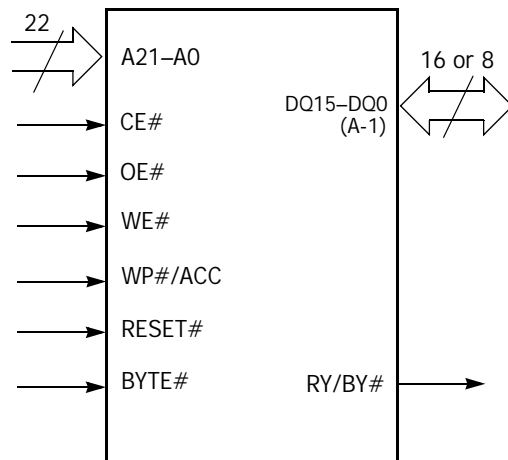 22
A21–A0
16 or 8
DQ15–DQ0
(A-1)
CE#
OE#
WE#
WP#/ACC
RESET#
BYTE#
RY/BY#